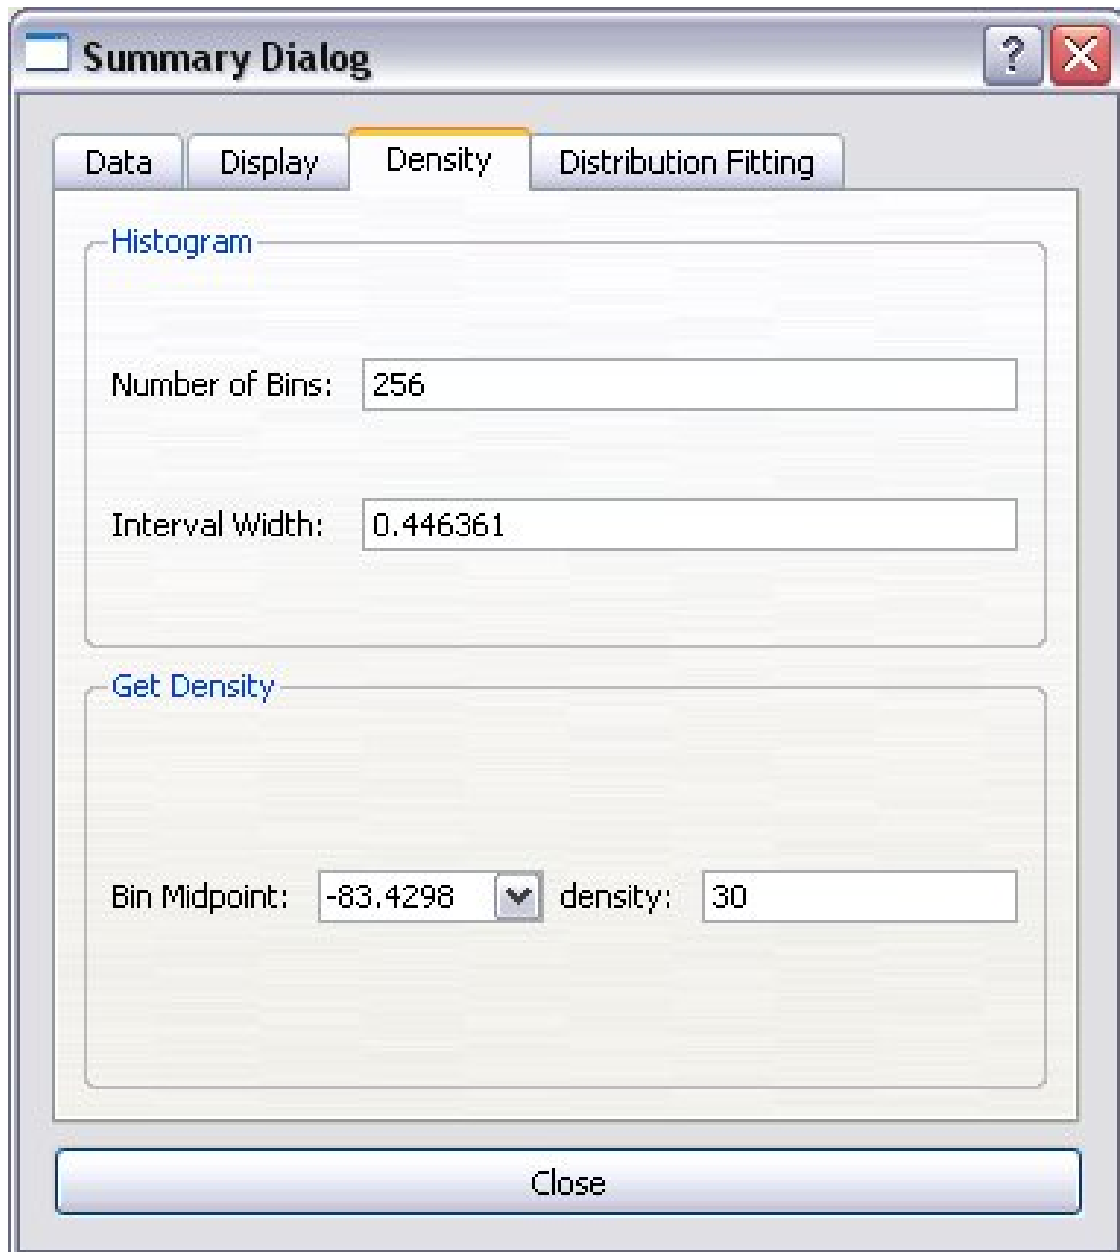 Summary Dialog
?
Data Display Density Distribution Fitting
Histogram
Number of Bins: 256
Interval Width: 0.446361
Get Density
Bin Midpoint: -83.4298 density: 30
Close